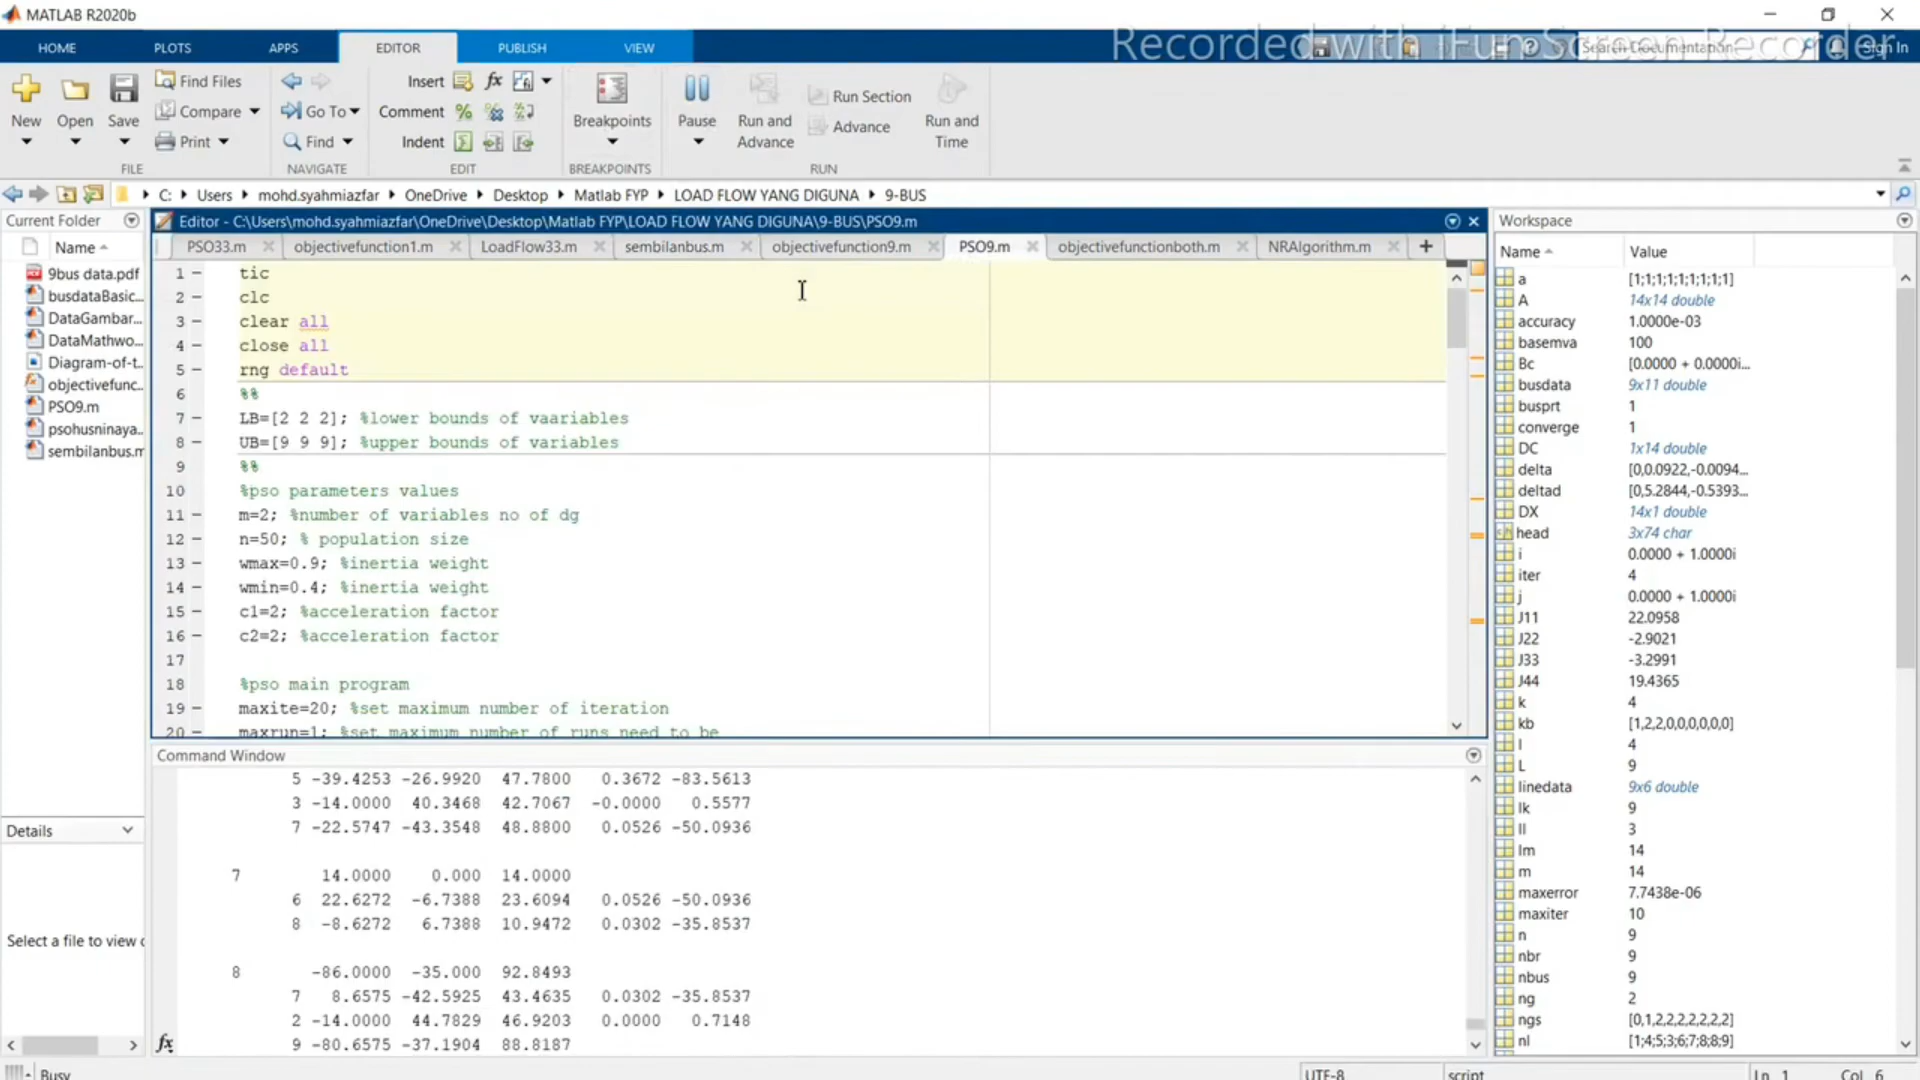 MATLAB R2020b
Recorded with iFun Screen Recorder
HOME PLOTS APPS EDITOR PUBLISH VIEW Search Documentation Sign In
New Open Save Find Files Compare Print
Go To Find
Insert fx Comment Indent
Breakpoints Pause Run and Advance Run Section Advance Run and Time
FILE NAVIGATE EDIT BREAKPOINTS RUN
C: Users mohd.syahmiazfar OneDrive Desktop Matlab FYP LOAD FLOW YANG DIGUNA 9-BUS
Current Folder
Name
9bus data.pdf
busdataBasic...
DataGambar...
DataMathwo...
Diagram-of-t...
objectivefunc...
PSO9.m
psohusninaya...
sembilanbus.m
Details
Select a file to view
Editor - C:\Users\mohd.syahmiazfar\OneDrive\Desktop\Matlab FYP\LOAD FLOW YANG DIGUNA\9-BUS\PSO9.m
PSO33.m objectivefunction1.m LoadFlow33.m sembilanbus.m objectivefunction9.m PSO9.m objectivefunctionboth.m NRAlgorithm.m +
1 – tic
2 – clc
3 – clear all
4 – close all
5 – rng default
6 %%
7 – LB=[2 2 2]; %lower bounds of vaariables
8 – UB=[9 9 9]; %upper bounds of variables
9 %%
10 %pso parameters values
11 – m=2; %number of variables no of dg
12 – n=50; % population size
13 – wmax=0.9; %inertia weight
14 – wmin=0.4; %inertia weight
15 – c1=2; %acceleration factor
16 – c2=2; %acceleration factor
17
18 %pso main program
19 – maxite=20; %set maximum number of iteration
20 – maxrun=1; %set maximum number of runs need to be
Command Window
5 -39.4253 -26.9920 47.7800 0.3672 -83.5613
3 -14.0000 40.3468 42.7067 -0.0000 0.5577
7 -22.5747 -43.3548 48.8800 0.0526 -50.0936
7 14.0000 0.000 14.0000
6 22.6272 -6.7388 23.6094 0.0526 -50.0936
8 -8.6272 6.7388 10.9472 0.0302 -35.8537
8 -86.0000 -35.000 92.8493
7 8.6575 -42.5925 43.4635 0.0302 -35.8537
2 -14.0000 44.7829 46.9203 0.0000 0.7148
9 -80.6575 -37.1904 88.8187
fx
Workspace
Name Value
a [1;1;1;1;1;1;1;1;1]
A 14x14 double
accuracy 1.0000e-03
basemva 100
Bc [0.0000 + 0.0000i...
busdata 9x11 double
busprt 1
converge 1
DC 1x14 double
delta [0,0.0922,-0.0094...
deltad [0,5.2844,-0.5393...
DX 14x1 double
head 3x74 char
i 0.0000 + 1.0000i
iter 4
j 0.0000 + 1.0000i
J11 22.0958
J22 -2.9021
J33 -3.2991
J44 19.4365
k 4
kb [1,2,2,0,0,0,0,0,0]
l 4
L 9
linedata 9x6 double
lk 9
ll 3
lm 14
m 14
maxerror 7.7438e-06
maxiter 10
n 9
nbr 9
nbus 9
ng 2
ngs [0,1,2,2,2,2,2,2,2]
nl [1;4;5;3;6;7;8;8;9]
Busy UTF-8 script Ln 1 Col 6